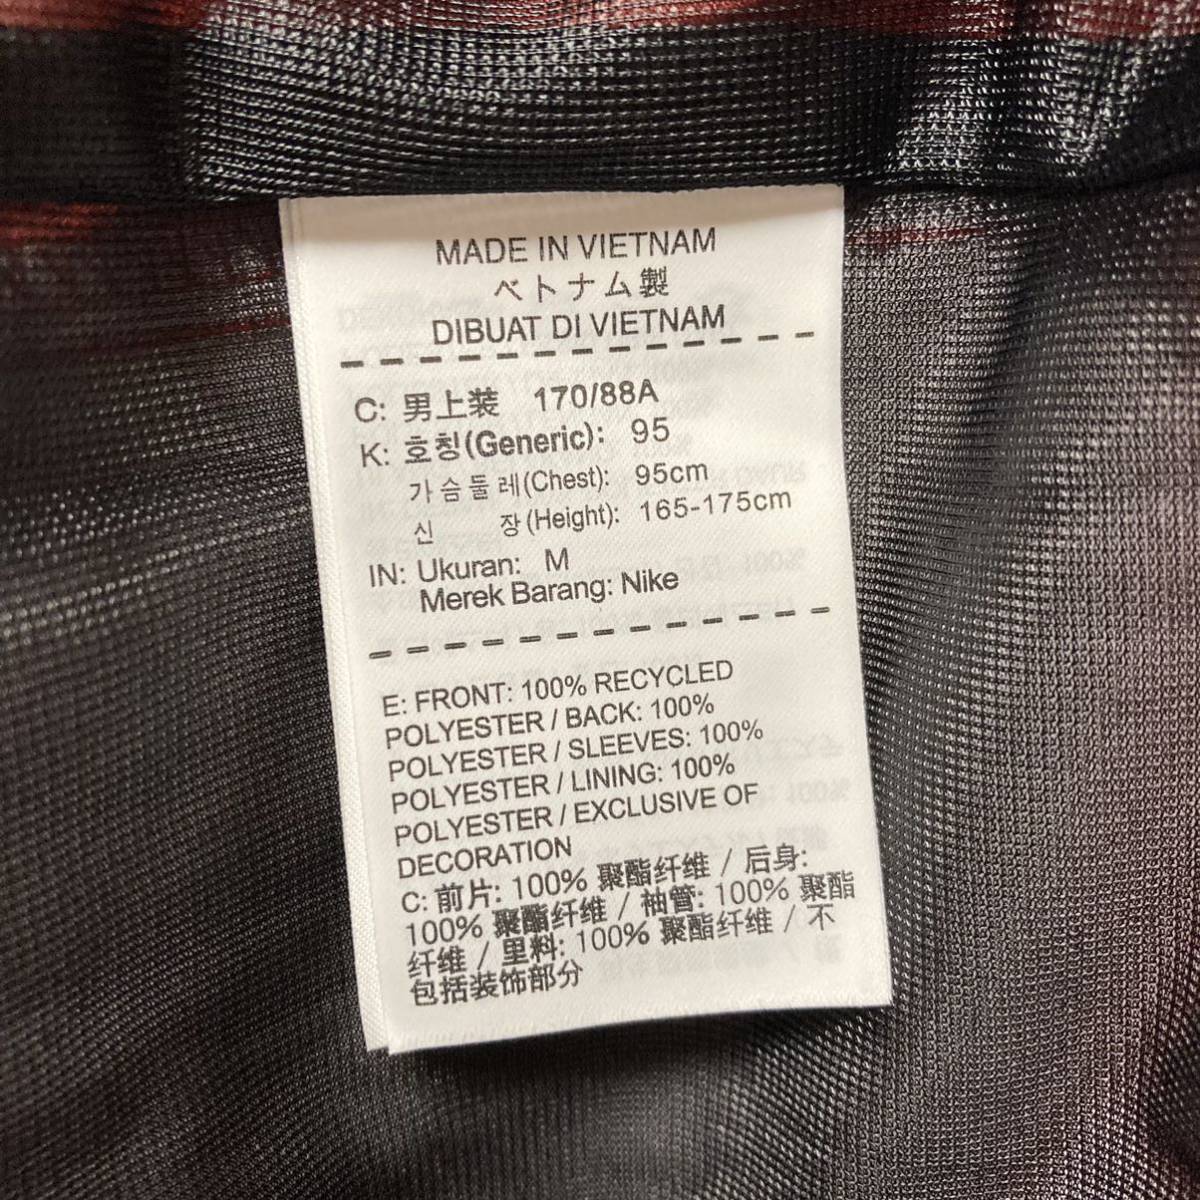 MADE IN VIETNAM
ベトナム製
DIBUAT DI VIETNAM
C: 男上装 170/88A
K: 호칭(Generic): 95
가슴둘레(Chest): 95cm
신 장(Height): 165-175cm
IN: Ukuran: M
Merek Barang: Nike
E: FRONT: 100% RECYCLED
POLYESTER / BACK: 100%
POLYESTER / SLEEVES: 100%
POLYESTER / LINING: 100%
POLYESTER / EXCLUSIVE OF
DECORATION
C: 前片: 100% 聚酯纤维 / 后身:
100% 聚酯纤维 / 袖管: 100% 聚酯
纤维 / 里料: 100% 聚酯纤维 / 不
包括装饰部分